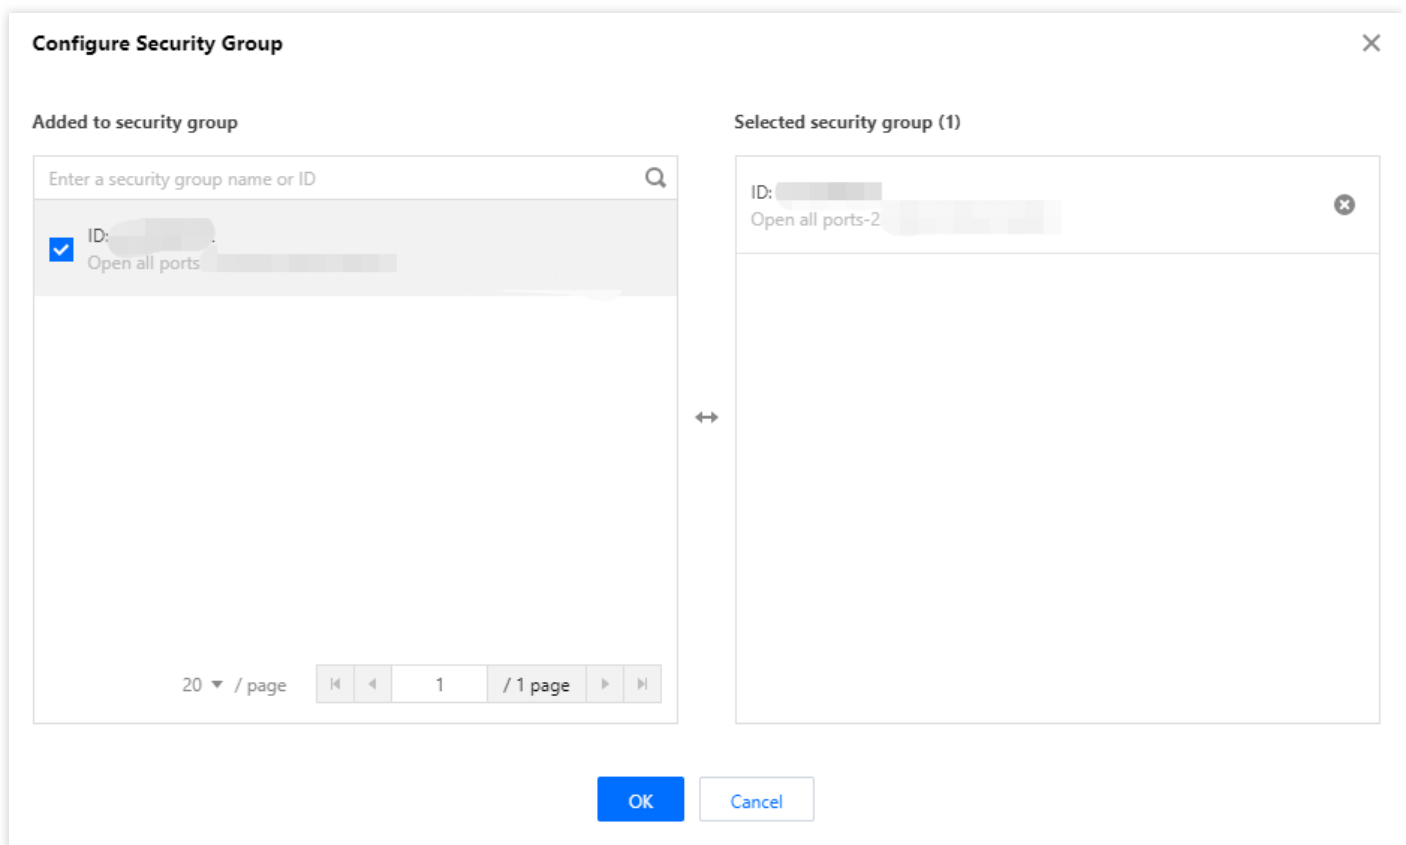 Configure Security Group
Added to security group
Enter a security group name or ID
ID:
Open all ports
20 / page
1
/ 1 page
Selected security group (1)
ID:
Open all ports-2
OK
Cancel